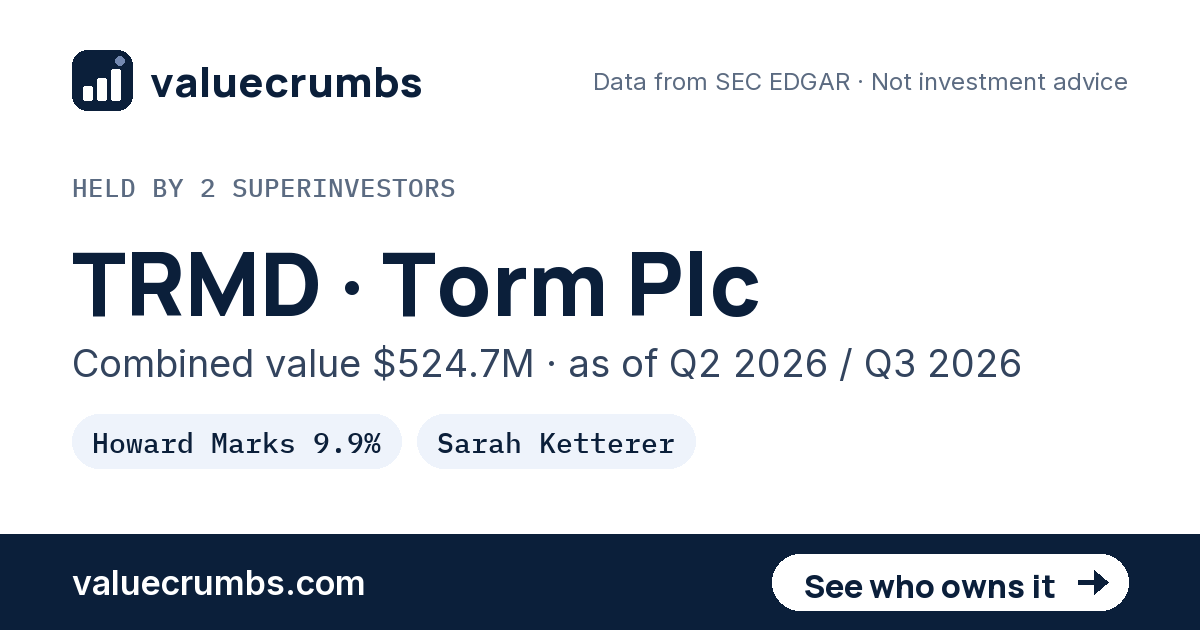 valuecrumbs
Data from SEC EDGAR · Not investment advice
HELD BY 2 SUPERINVESTORS
TRMD · Torm Plc
Combined value $524.7M · as of Q2 2026 / Q3 2026
Howard Marks 9.9%
Sarah Ketterer
valuecrumbs.com
See who owns it →